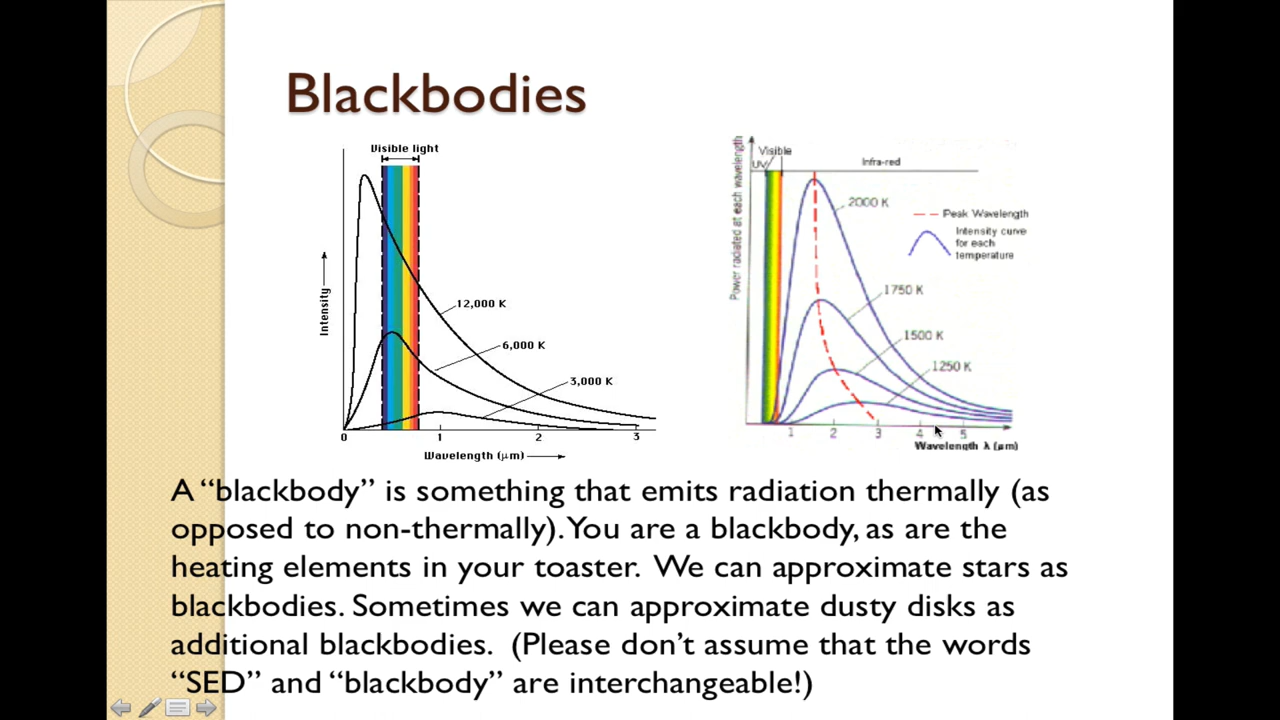 Blackbodies
Visible light
Intensity
12,000 K
6,000 K
3,000 K
0
1
2
3
Wavelength (μm)
Power radiated at each wavelength
Visible
UV
Infra-red
2000 K
Peak Wavelength
Intensity curve
for each
temperature
1750 K
1500 K
1250 K
1
2
3
4
5
Wavelength λ (μm)
A “blackbody” is something that emits radiation thermally (as
opposed to non-thermally). You are a blackbody, as are the
heating elements in your toaster. We can approximate stars as
blackbodies. Sometimes we can approximate dusty disks as
additional blackbodies. (Please don’t assume that the words
“SED” and “blackbody” are interchangeable!)